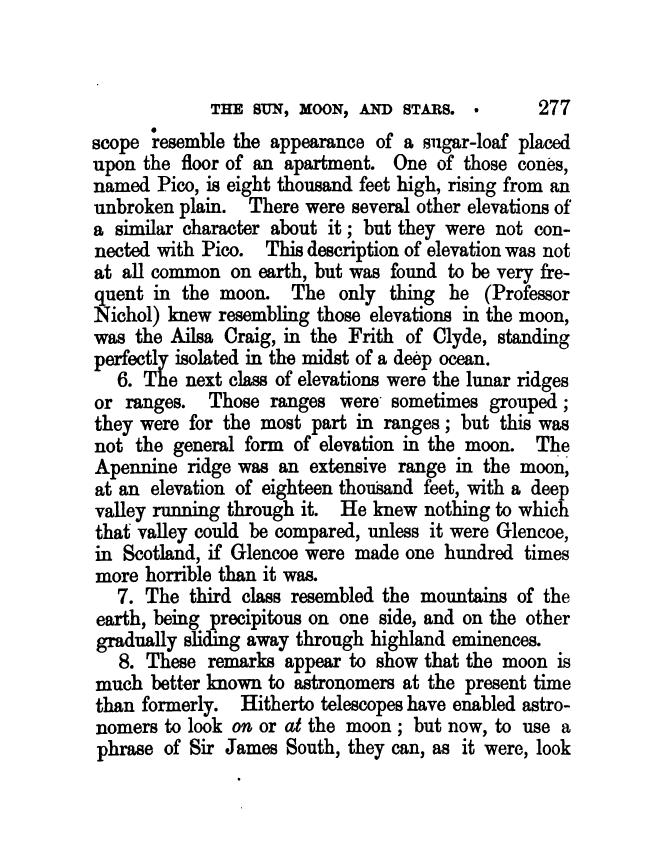 THE SUN, MOON, AND STARS. 277
scope resemble the appearance of a sugar-loaf placed
upon the floor of an apartment. One of those cones,
named Pico, is eight thousand feet high, rising from an
unbroken plain. There were several other elevations of
a similar character about it; but they were not con-
nected with Pico. This description of elevation was not
at all common on earth, but was found to be very fre-
quent in the moon. The only thing he (Professor
Nichol) knew resembling those elevations in the moon,
was the Ailsa Craig, in the Frith of Clyde, standing
perfectly isolated in the midst of a deep ocean.
6. The next class of elevations were the lunar ridges
or ranges. Those ranges were sometimes grouped;
they were for the most part in ranges; but this was
not the general form of elevation in the moon. The
Apennine ridge was an extensive range in the moon,
at an elevation of eighteen thousand feet, with a deep
valley running through it. He knew nothing to which
that valley could be compared, unless it were Glencoe,
in Scotland, if Glencoe were made one hundred times
more horrible than it was.
7. The third class resembled the mountains of the
earth, being precipitous on one side, and on the other
gradually sliding away through highland eminences.
8. These remarks appear to show that the moon is
much better known to astronomers at the present time
than formerly. Hitherto telescopes have enabled astro-
nomers to look on or at the moon; but now, to use a
phrase of Sir James South, they can, as it were, look